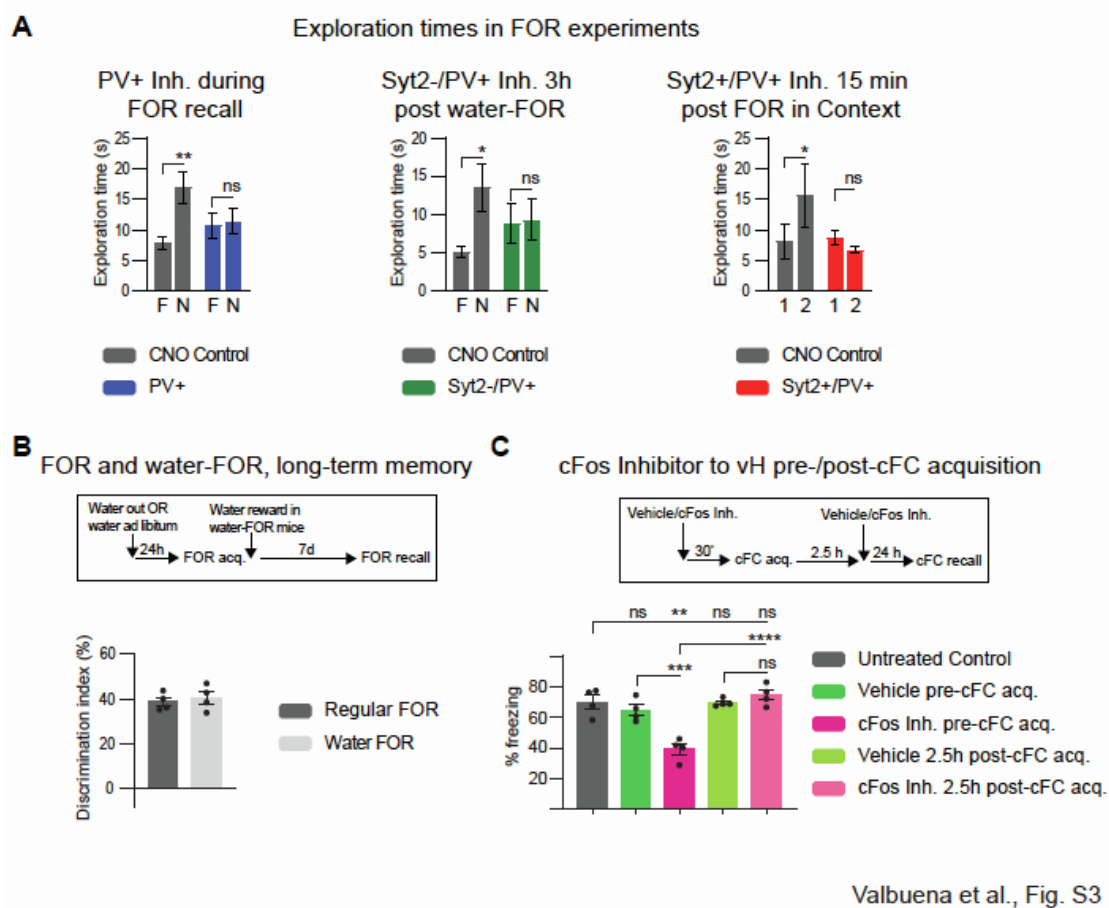 A
Exploration times in FOR experiments
PV+ Inh. during
FOR recall
Exploration time (s)
25
20
15
10
5
0
**
ns
F N F N
CNO Control
PV+
Syt2-/PV+ Inh. 3h
post water-FOR
Exploration time (s)
25
20
15
10
5
0
*
ns
F N F N
CNO Control
Syt2-/PV+
Syt2+/PV+ Inh. 15 min
post FOR in Context
Exploration time (s)
25
20
15
10
5
0
*
ns
1 2 1 2
CNO Control
Syt2+/PV+
B
FOR and water-FOR, long-term memory
Water out OR
water ad libitum
Water reward in
water-FOR mice
24h
FOR acq.
7d
FOR recall
Discrimination index (%)
60
40
20
0
Regular FOR
Water FOR
C
cFos Inhibitor to vH pre-/post-cFC acquisition
Vehicle/cFos Inh.
Vehicle/cFos Inh.
30'
cFC acq.
2.5 h
24 h
cFC recall
ns ** ns ns
****
*** ns
% freezing
80
60
40
20
Untreated Control
Vehicle pre-cFC acq.
cFos Inh. pre-cFC acq.
Vehicle 2.5h post-cFC acq.
cFos Inh. 2.5h post-cFC acq.
Valbuena et al., Fig. S3